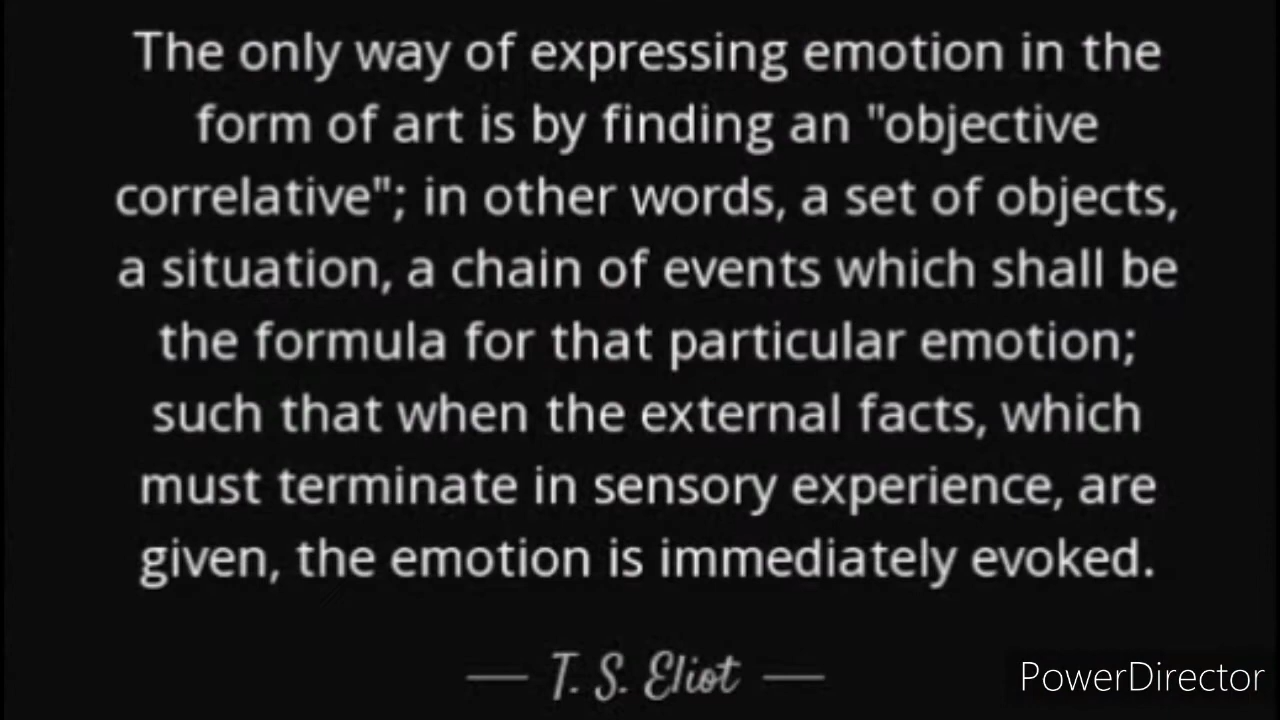 The only way of expressing emotion in the
form of art is by finding an "objective
correlative"; in other words, a set of objects,
a situation, a chain of events which shall be
the formula for that particular emotion;
such that when the external facts, which
must terminate in sensory experience, are
given, the emotion is immediately evoked.
— T. S. Eliot —
PowerDirector